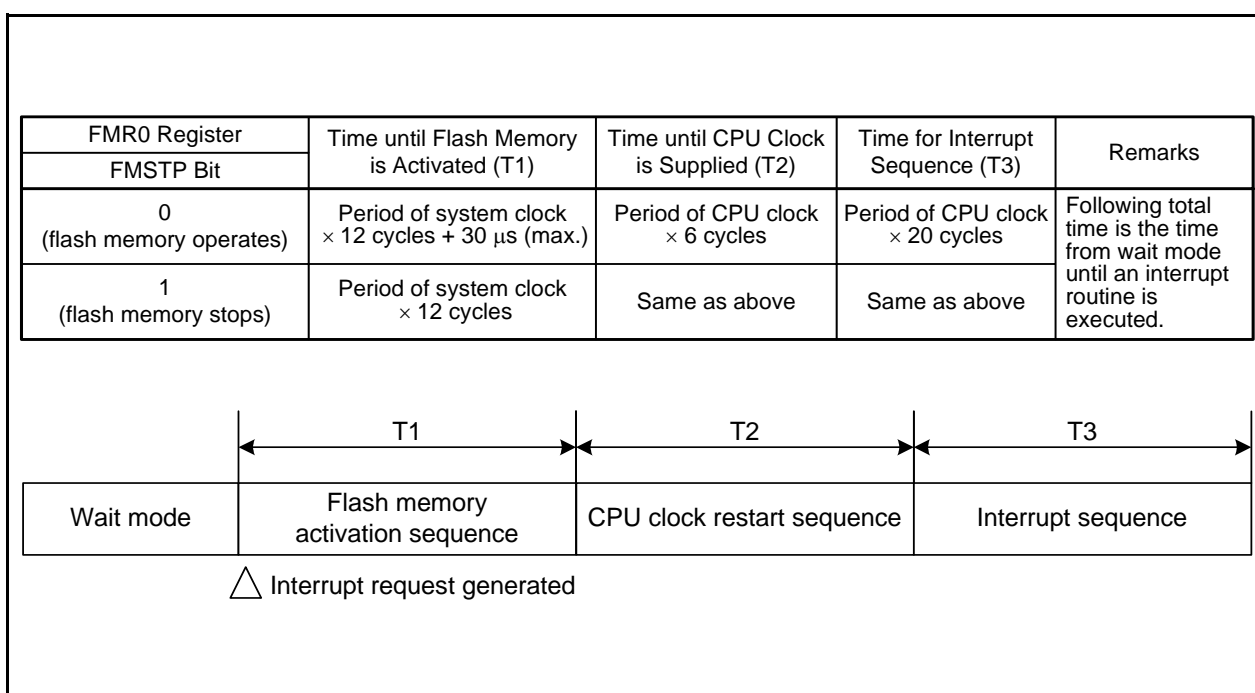 FMR0 Register
FMSTP Bit
Time until Flash Memory
is Activated (T1)
Time until CPU Clock
is Supplied (T2)
Time for Interrupt
Sequence (T3)
Remarks
0
(flash memory operates)
Period of system clock
× 12 cycles + 30 μs (max.)
Period of CPU clock
× 6 cycles
Period of CPU clock
× 20 cycles
Following total
time is the time
from wait mode
until an interrupt
routine is
executed.
1
(flash memory stops)
Period of system clock
× 12 cycles
Same as above
Same as above
T1
T2
T3
Wait mode
Flash memory
activation sequence
CPU clock restart sequence
Interrupt sequence
Interrupt request generated